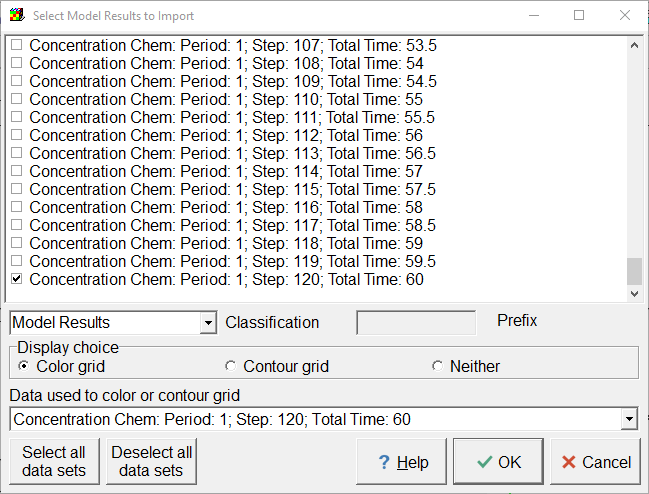 Select Model Results to Import
Concentration Chem: Period: 1; Step: 107; Total Time: 53.5
Concentration Chem: Period: 1; Step: 108; Total Time: 54
Concentration Chem: Period: 1; Step: 109; Total Time: 54.5
Concentration Chem: Period: 1; Step: 110; Total Time: 55
Concentration Chem: Period: 1; Step: 111; Total Time: 55.5
Concentration Chem: Period: 1; Step: 112; Total Time: 56
Concentration Chem: Period: 1; Step: 113; Total Time: 56.5
Concentration Chem: Period: 1; Step: 114; Total Time: 57
Concentration Chem: Period: 1; Step: 115; Total Time: 57.5
Concentration Chem: Period: 1; Step: 116; Total Time: 58
Concentration Chem: Period: 1; Step: 117; Total Time: 58.5
Concentration Chem: Period: 1; Step: 118; Total Time: 59
Concentration Chem: Period: 1; Step: 119; Total Time: 59.5
Concentration Chem: Period: 1; Step: 120; Total Time: 60
Model Results Classification Prefix
Display choice
Color grid Contour grid Neither
Data used to color or contour grid
Concentration Chem: Period: 1; Step: 120; Total Time: 60
Select all
data sets
Deselect all
data sets
? Help
OK
Cancel